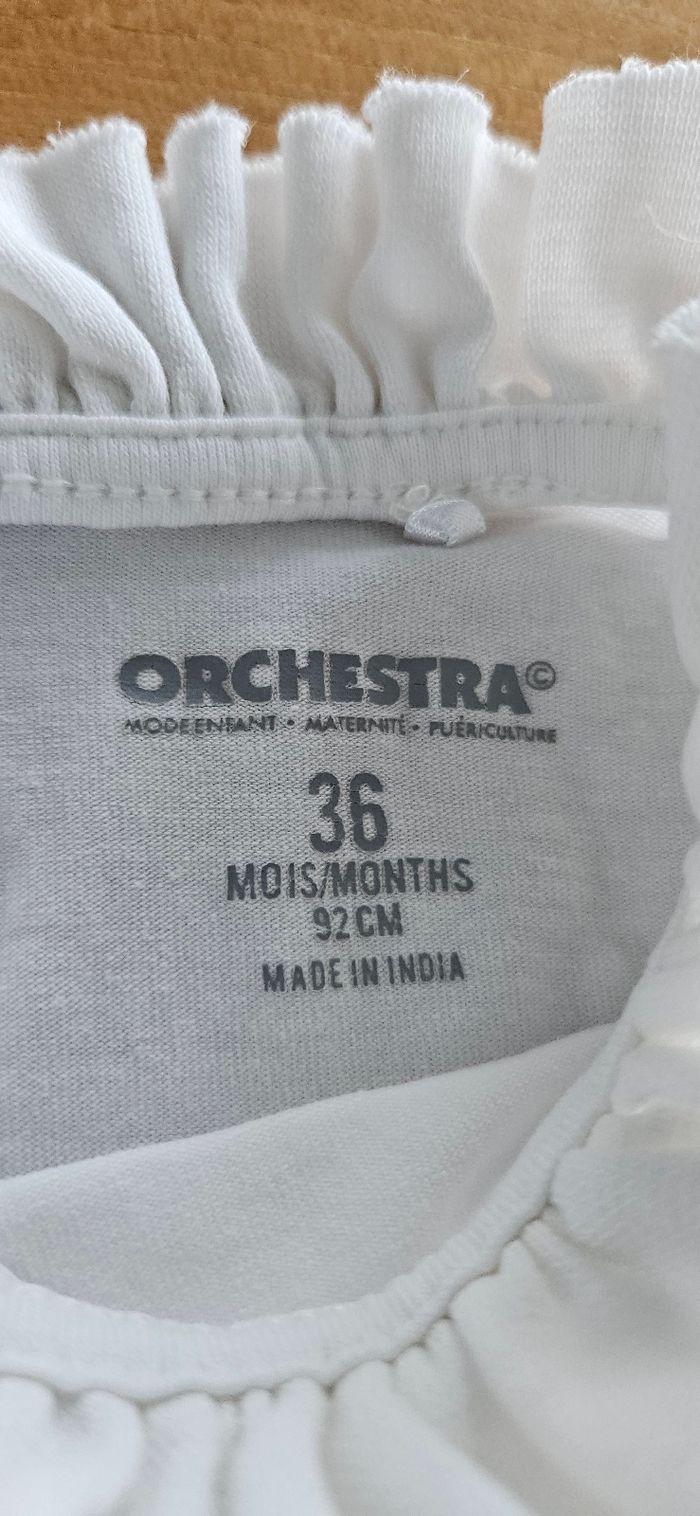 ORCHESTRA©
MODE ENFANT • MATERNITÉ • PUÉRICULTURE
36
MOIS/MONTHS
92 CM
MADE IN INDIA